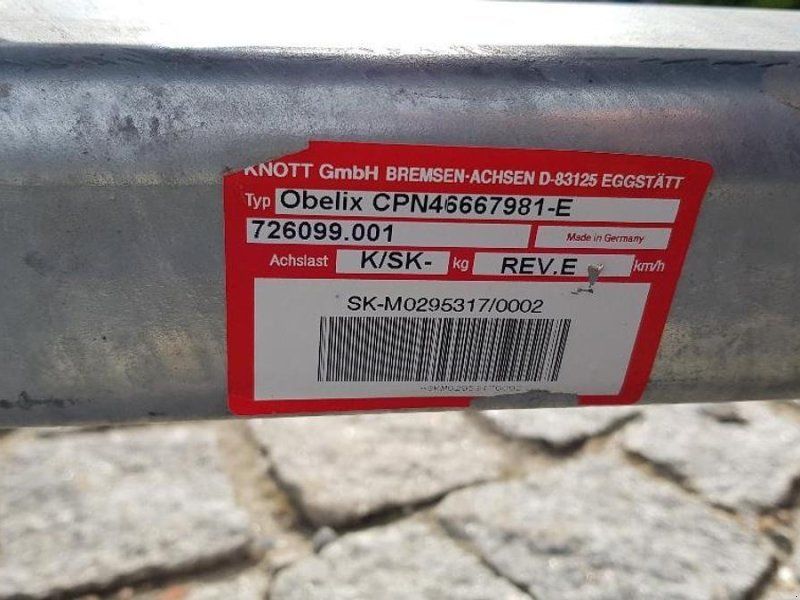 KNOTT GmbH BREMSEN-ACHSEN D-83125 EGGSTÄTT
Typ Obelix CPN46667981-E
726099.001 Made in Germany
Achslast K/SK- kg REV.E km/h
SK-M0295317/0002